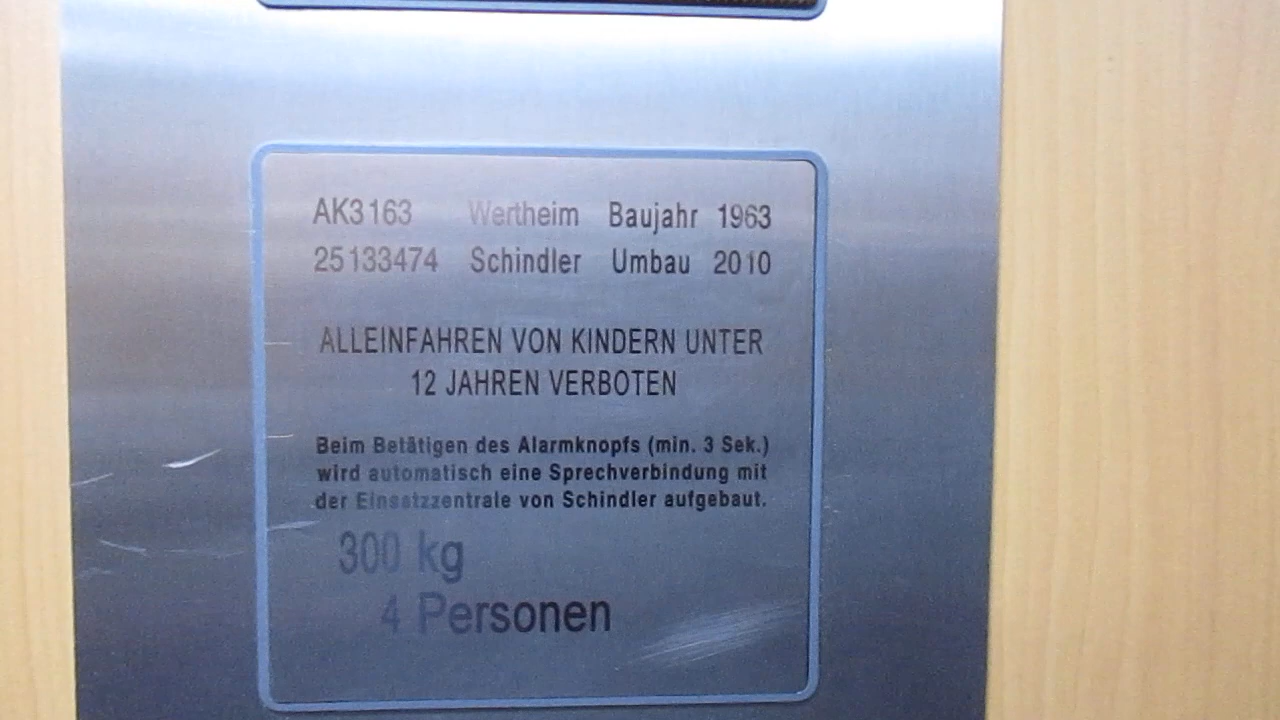 AK3163 Wertheim Baujahr 1963
25133474 Schindler Umbau 2010
ALLEINFAHREN VON KINDERN UNTER
12 JAHREN VERBOTEN
Beim Betätigen des Alarmknopfs (min. 3 Sek.)
wird automatisch eine Sprechverbindung mit
der Einsatzzentrale von Schindler aufgebaut.
300 kg
4 Personen